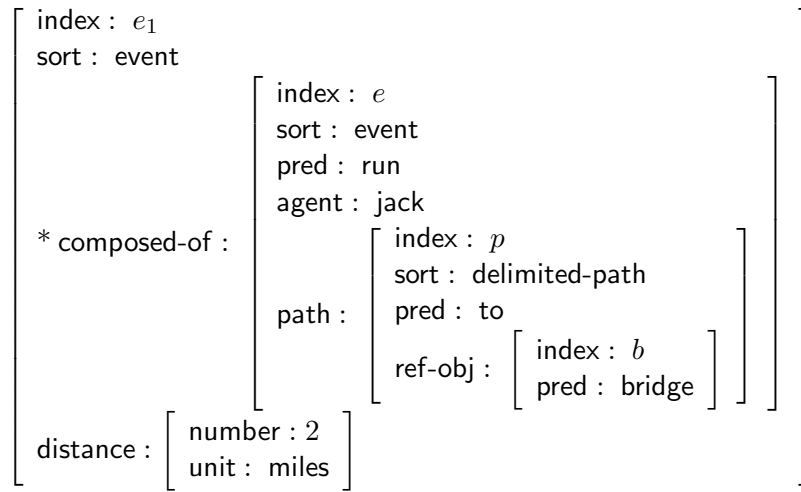 index : e1
sort : event
index : e
sort : event
pred : run
agent : jack
* composed-of :
index : p
sort : delimited-path
path :
pred : to
ref-obj :
index : b
pred : bridge
distance :
number : 2
unit : miles